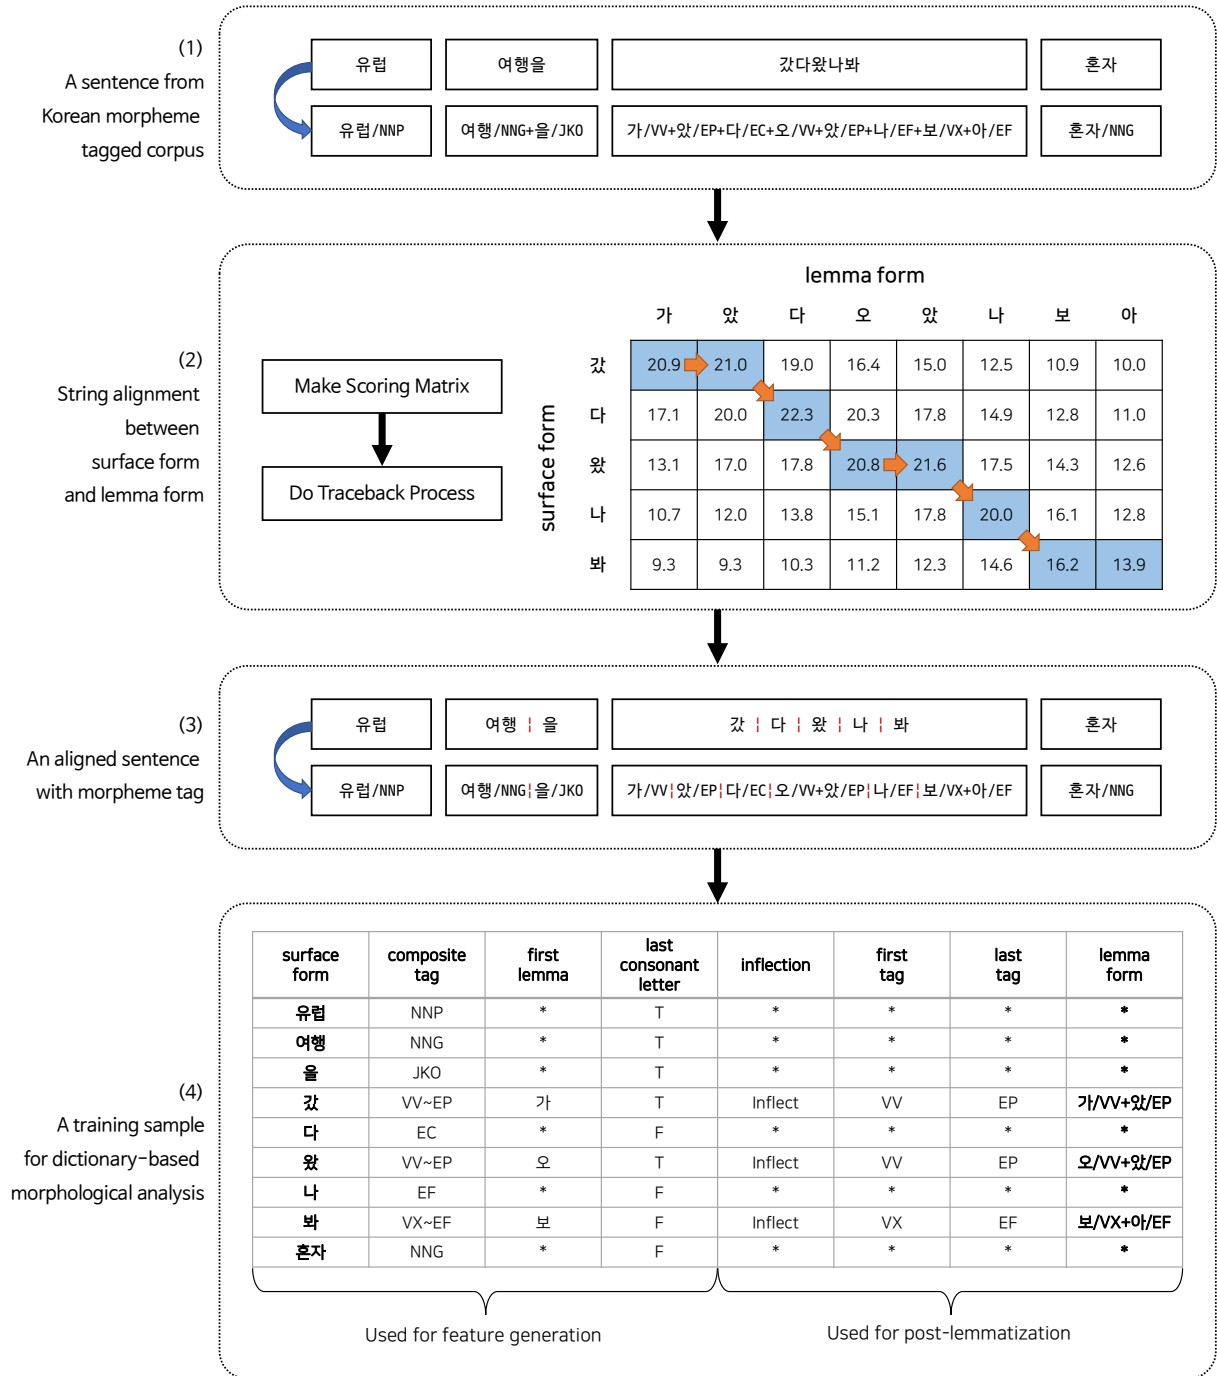 (1)
A sentence from
Korean morpheme
tagged corpus
유럽 여행을 갔다왔나봐 혼자
유럽/NNP 여행/NNG+을/JKO 가/VV+았/EP+다/EC+오/VV+았/EP+나/EF+보/VX+아/EF 혼자/NNG
(2)
String alignment
between
surface form
and lemma form
Make Scoring Matrix
Do Traceback Process
lemma form
surface form
가 았 다 오 았 나 보 아
갔 20.9 21.0 19.0 16.4 15.0 12.5 10.9 10.0
다 17.1 20.0 22.3 20.3 17.8 14.9 12.8 11.0
왔 13.1 17.0 17.8 20.8 21.6 17.5 14.3 12.6
나 10.7 12.0 13.8 15.1 17.8 20.0 16.1 12.8
봐 9.3 9.3 10.3 11.2 12.3 14.6 16.2 13.9
(3)
An aligned sentence
with morpheme tag
유럽 여행 ¦ 을 갔 ¦ 다 ¦ 왔 ¦ 나 ¦ 봐 혼자
유럽/NNP 여행/NNG¦을/JKO 가/VV¦았/EP¦다/EC¦오/VV+았/EP¦나/EF¦보/VX+아/EF 혼자/NNG
(4)
A training sample
for dictionary-based
morphological analysis
surface form composite tag first lemma last consonant letter inflection first tag last tag lemma form
유럽 NNP * T * * * *
여행 NNG * T * * * *
을 JKO * T * * * *
갔 VV~EP 가 T Inflect VV EP 가/VV+았/EP
다 EC * F * * * *
왔 VV~EP 오 T Inflect VV EP 오/VV+았/EP
나 EF * F * * * *
봐 VX~EF 보 F Inflect VX EF 보/VX+아/EF
혼자 NNG * F * * * *
Used for feature generation
Used for post-lemmatization